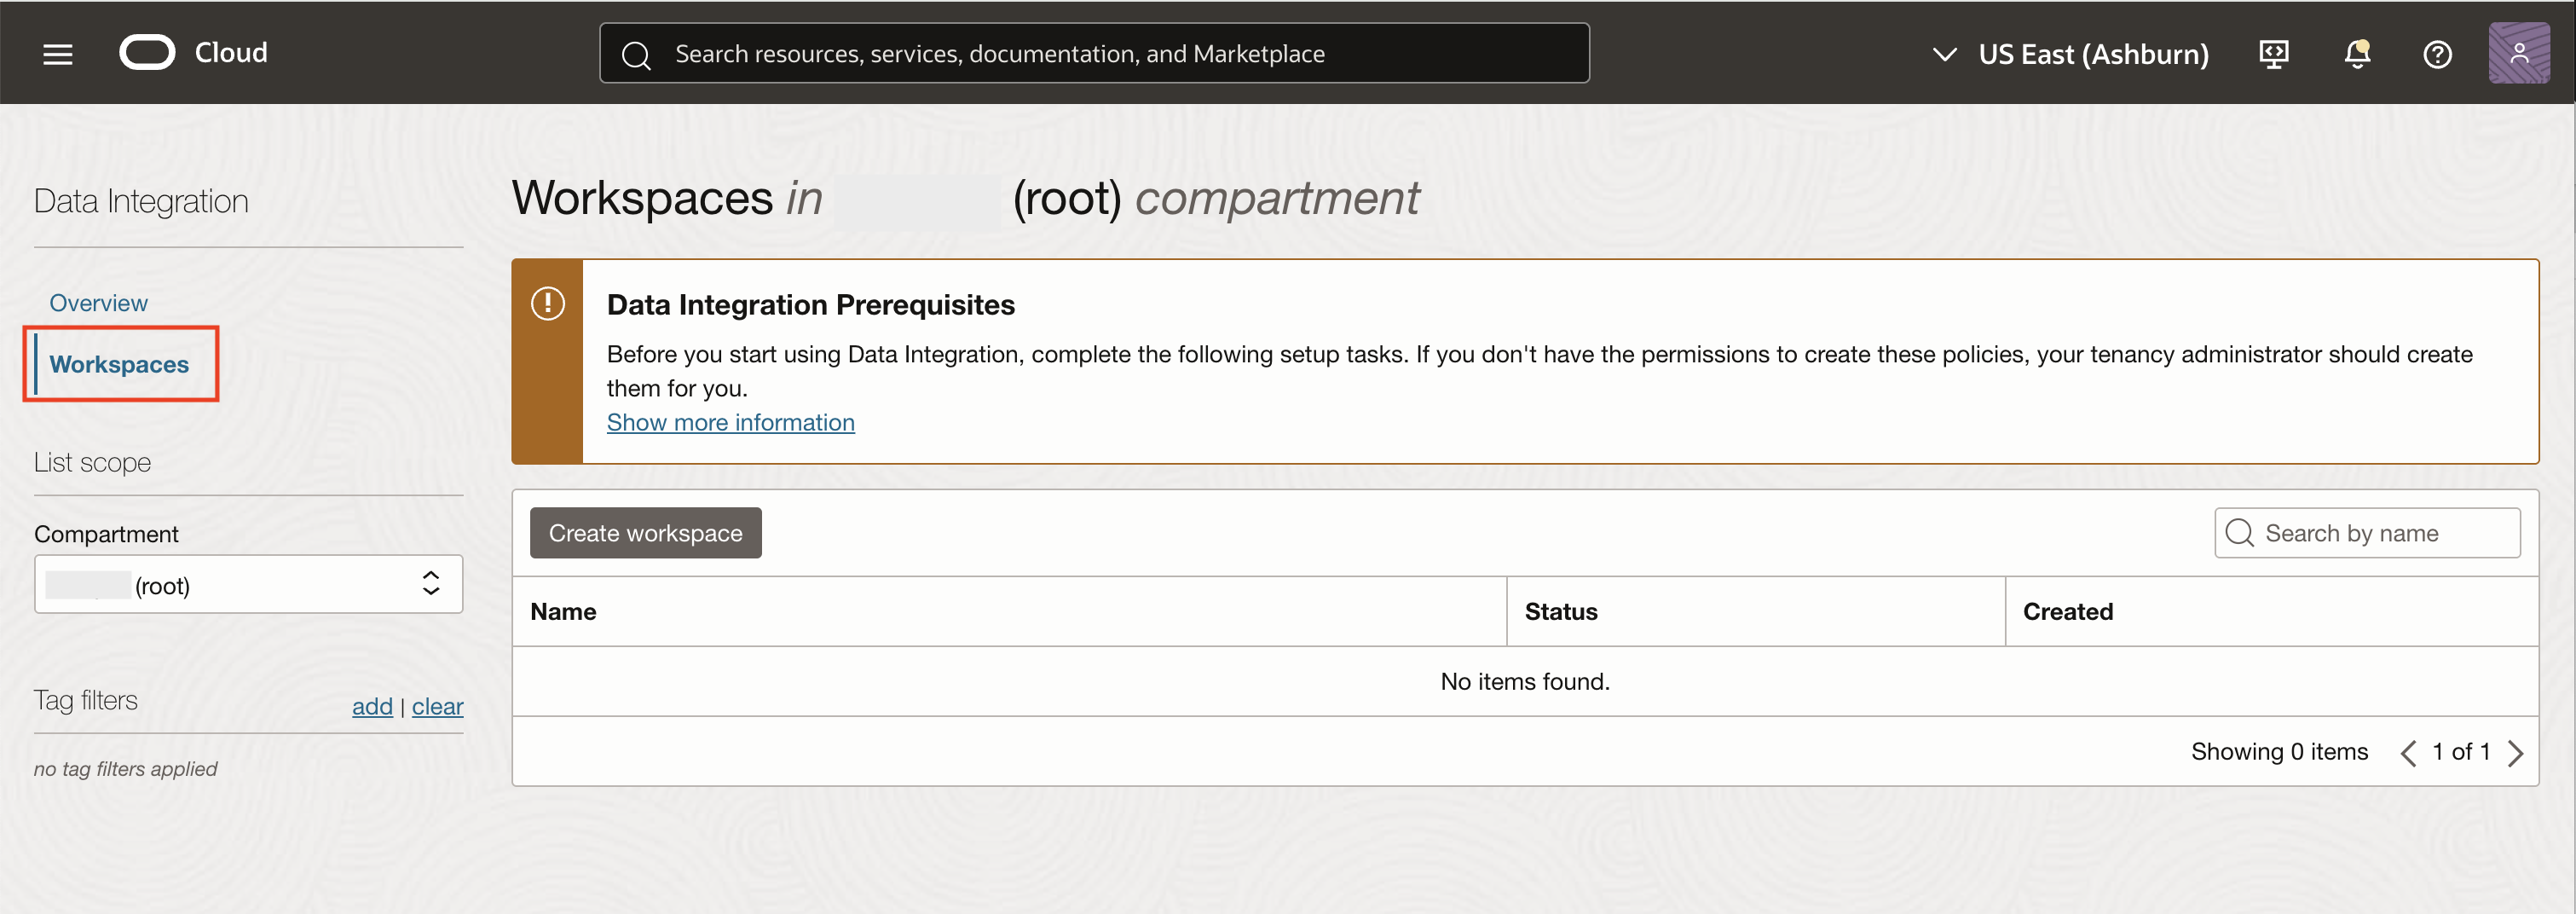 Cloud
Search resources, services, documentation, and Marketplace
US East (Ashburn)
Data Integration
Overview
Workspaces
List scope
Compartment
(root)
Tag filters
add | clear
no tag filters applied
Workspaces in (root) compartment
Data Integration Prerequisites
Before you start using Data Integration, complete the following setup tasks. If you don't have the permissions to create these policies, your tenancy administrator should create
them for you.
Show more information
Create workspace
Search by name
Name Status Created
No items found.
Showing 0 items 1 of 1